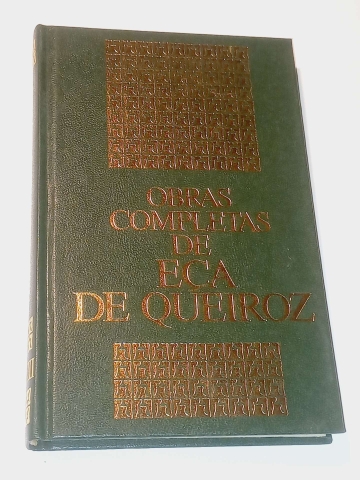 OBRAS
COMPLETAS
DE
EÇA
DE QUEIROZ